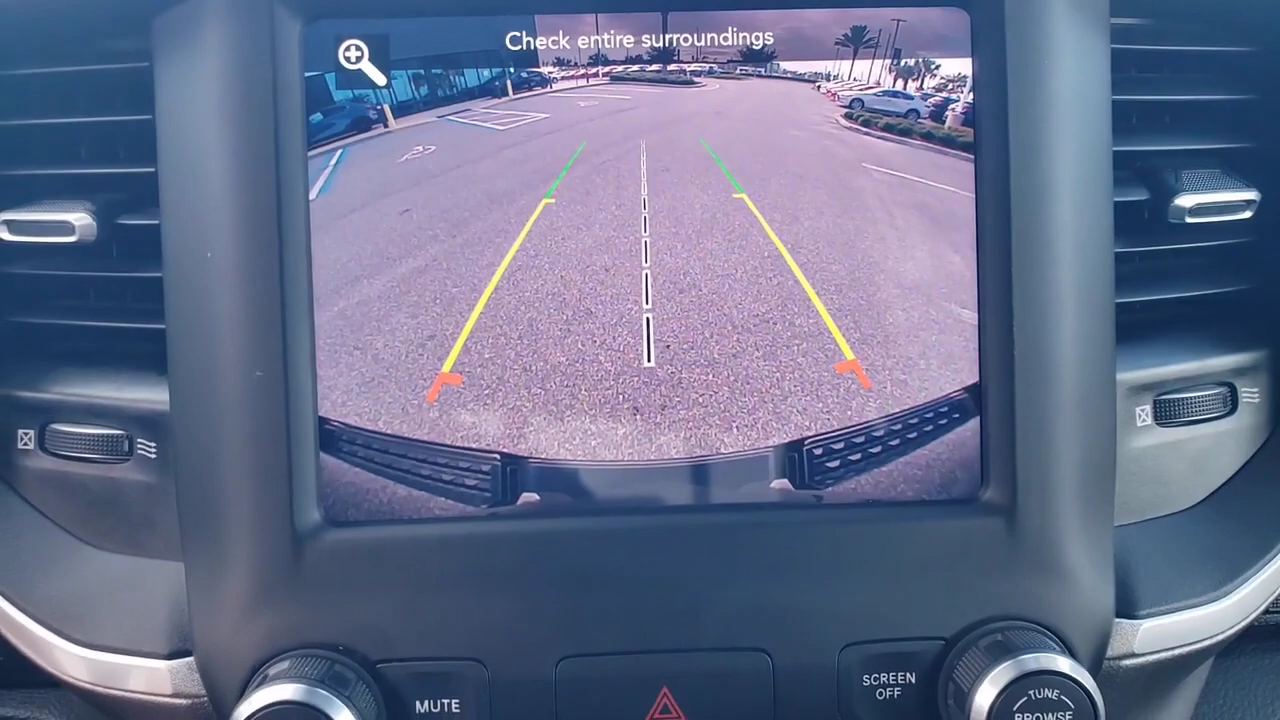 Check entire surroundings
MUTE
SCREEN
OFF
TUNE
BROWSE